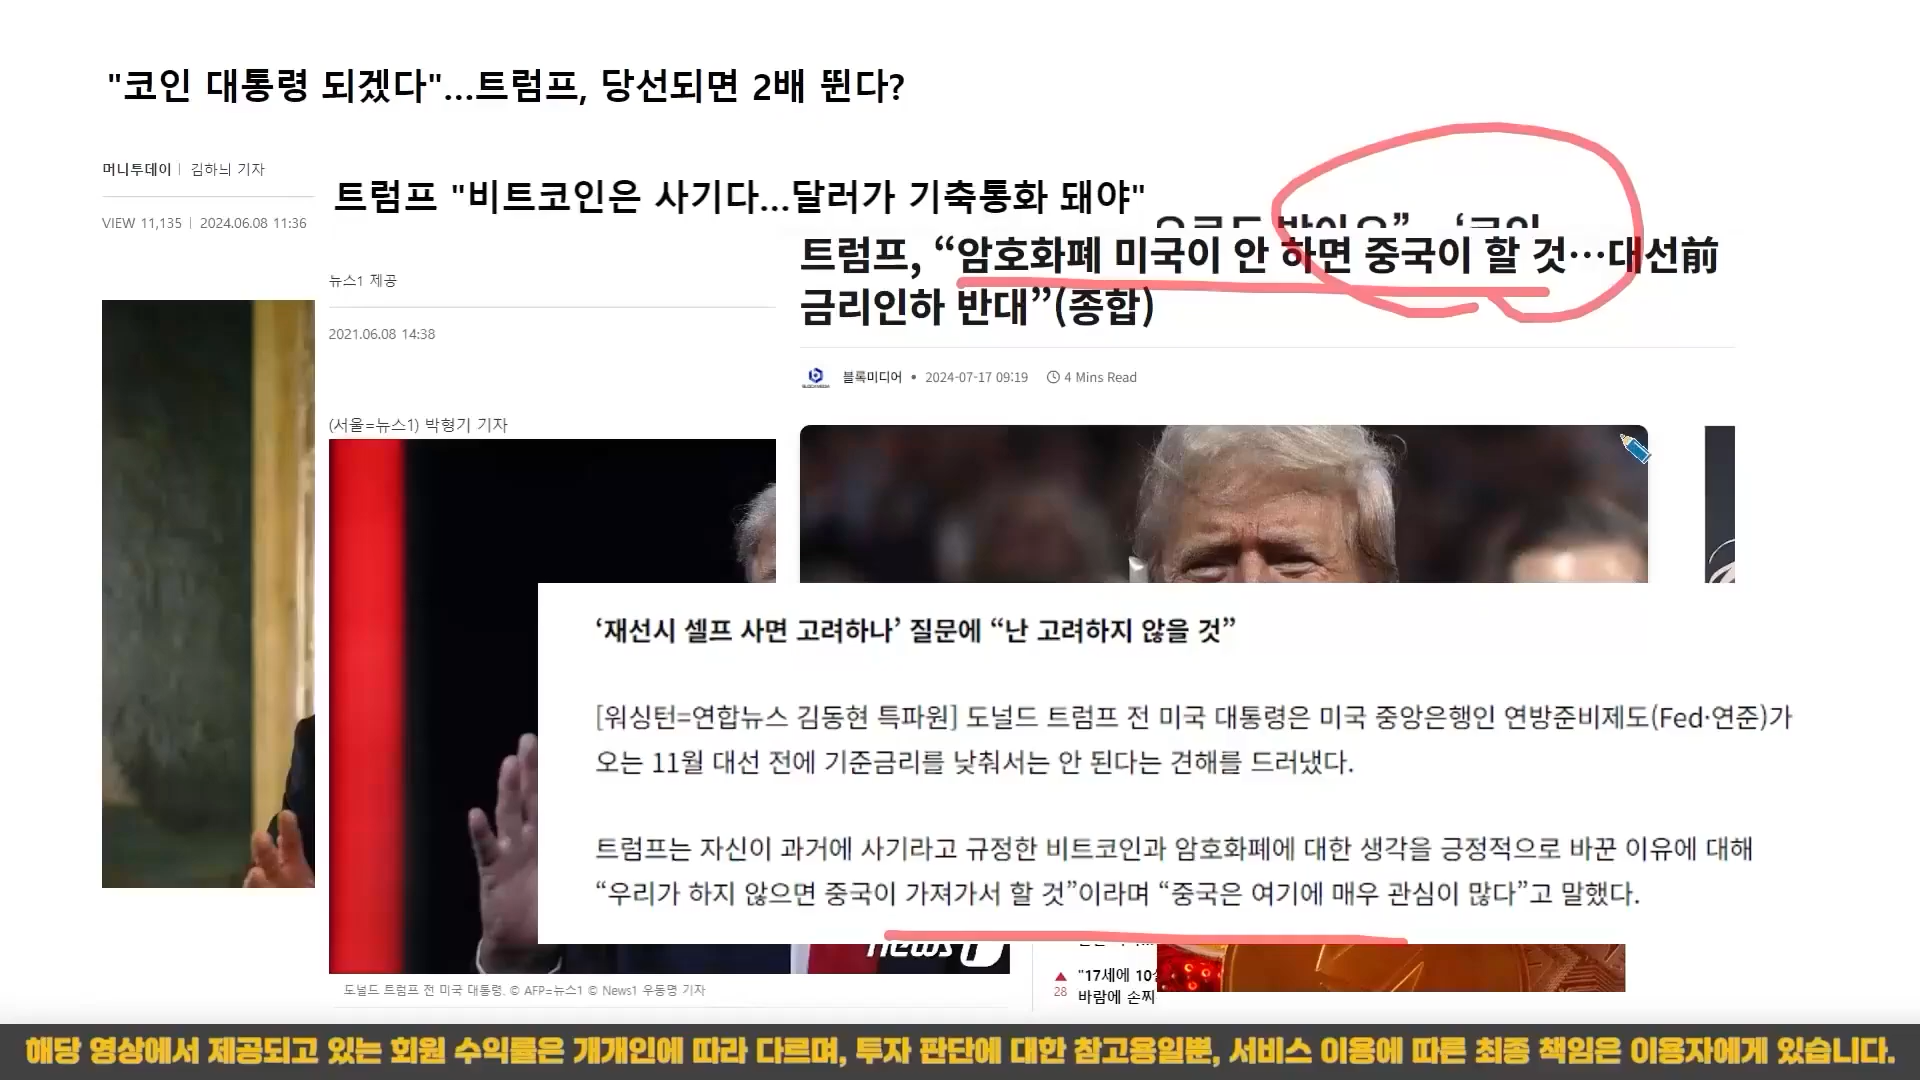 "코인 대통령 되겠다"...트럼프, 당선되면 2배 뛴다?
머니투데이 | 김하늬 기자
VIEW 11,135 | 2024.06.08 11:36
트럼프 "비트코인은 사기다...달러가 기축통화 돼야"
뉴스1 제공
2021.06.08 14:38
(서울=뉴스1) 박형기 기자
트럼프, “암호화폐 미국이 안 하면 중국이 할 것…대선前
금리인하 반대”(종합)
블록미디어 • 2024-07-17 09:19 4 Mins Read
‘재선시 셀프 사면 고려하나’ 질문에 “난 고려하지 않을 것”
[워싱턴=연합뉴스 김동현 특파원] 도널드 트럼프 전 미국 대통령은 미국 중앙은행인 연방준비제도(Fed·연준)가
오는 11월 대선 전에 기준금리를 낮춰서는 안 된다는 견해를 드러냈다.
트럼프는 자신이 과거에 사기라고 규정한 비트코인과 암호화폐에 대한 생각을 긍정적으로 바꾼 이유에 대해
“우리가 하지 않으면 중국이 가져가서 할 것”이라며 “중국은 여기에 매우 관심이 많다”고 말했다.
news1
도널드 트럼프 전 미국 대통령. © AFP=뉴스1 © News1 우동명 기자
▲ "17세에 10
28 바람에 손찌
해당 영상에서 제공되고 있는 회원 수익률은 개개인에 따라 다르며, 투자 판단에 대한 참고용일뿐, 서비스 이용에 따른 최종 책임은 이용자에게 있습니다.